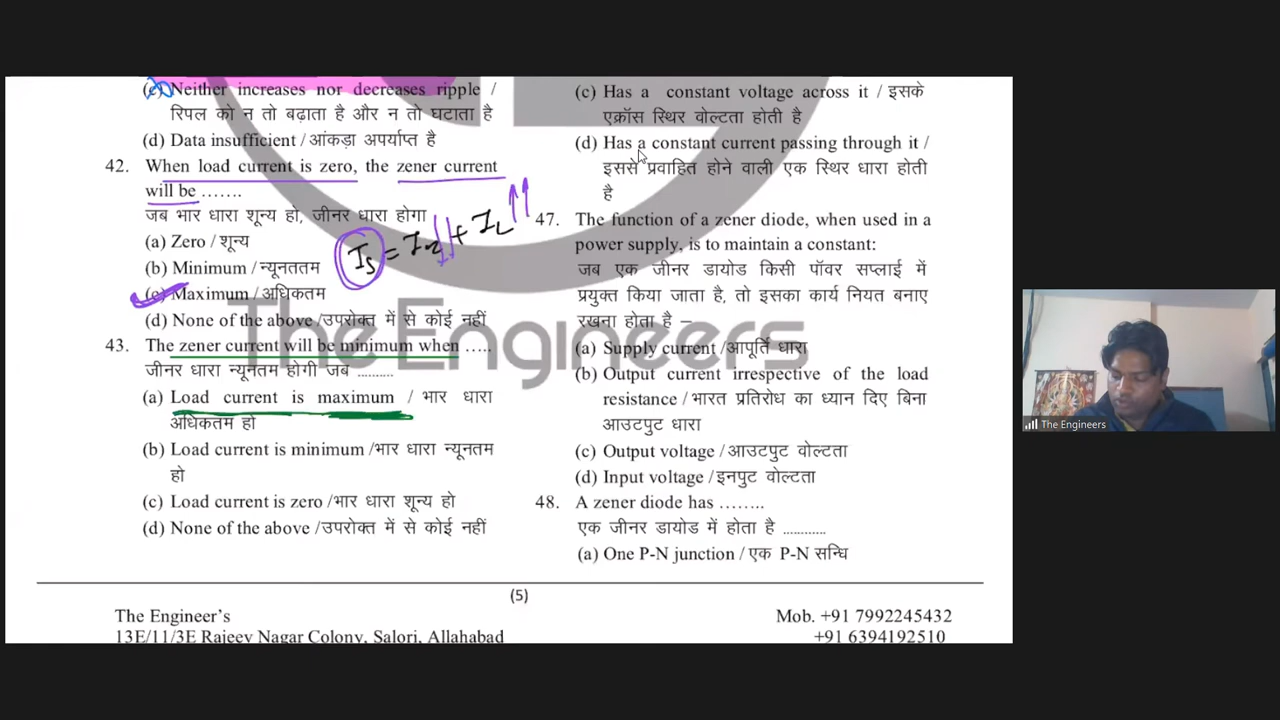 (c) Neither increases nor decreases ripple /
रिपल को न तो बढ़ाता है और न तो घटाता है
(d) Data insufficient / आंकड़ा अपर्याप्त है
42. When load current is zero, the zener current
will be .......
जब भार धारा शून्य हो, जीनर धारा होगा
(a) Zero / शून्य
(b) Minimum / न्यूनततम
(c) Maximum / अधिकतम
(d) None of the above / उपरोक्त में से कोई नहीं
Is = Iz + IL
43. The zener current will be minimum when .....
जीनर धारा न्यूनतम होगी जब ..........
(a) Load current is maximum / भार धारा
अधिकतम हो
(b) Load current is minimum / भार धारा न्यूनतम
हो
(c) Load current is zero / भार धारा शून्य हो
(d) None of the above / उपरोक्त में से कोई नहीं
(c) Has a constant voltage across it / इसके
एक्रॉस स्थिर वोल्टता होती है
(d) Has a constant current passing through it /
इससे प्रवाहित होने वाली एक स्थिर धारा होती
है
47. The function of a zener diode, when used in a
power supply, is to maintain a constant:
जब एक जीनर डायोड किसी पॉवर सप्लाई में
प्रयुक्त किया जाता है, तो इसका कार्य नियत बनाए
रखना होता है –
(a) Supply current / आपूर्ति धारा
(b) Output current irrespective of the load
resistance / भारत प्रतिरोध का ध्यान दिए बिना
आउटपुट धारा
(c) Output voltage / आउटपुट वोल्टता
(d) Input voltage / इनपुट वोल्टता
48. A zener diode has ........
एक जीनर डायोड में होता है ............
(a) One P-N junction / एक P-N सन्धि
The Engineers
(5)
The Engineer's
13E/11/3E Rajeev Nagar Colony, Salori, Allahabad
Mob. +91 7992245432
+91 6394192510
The Engineers